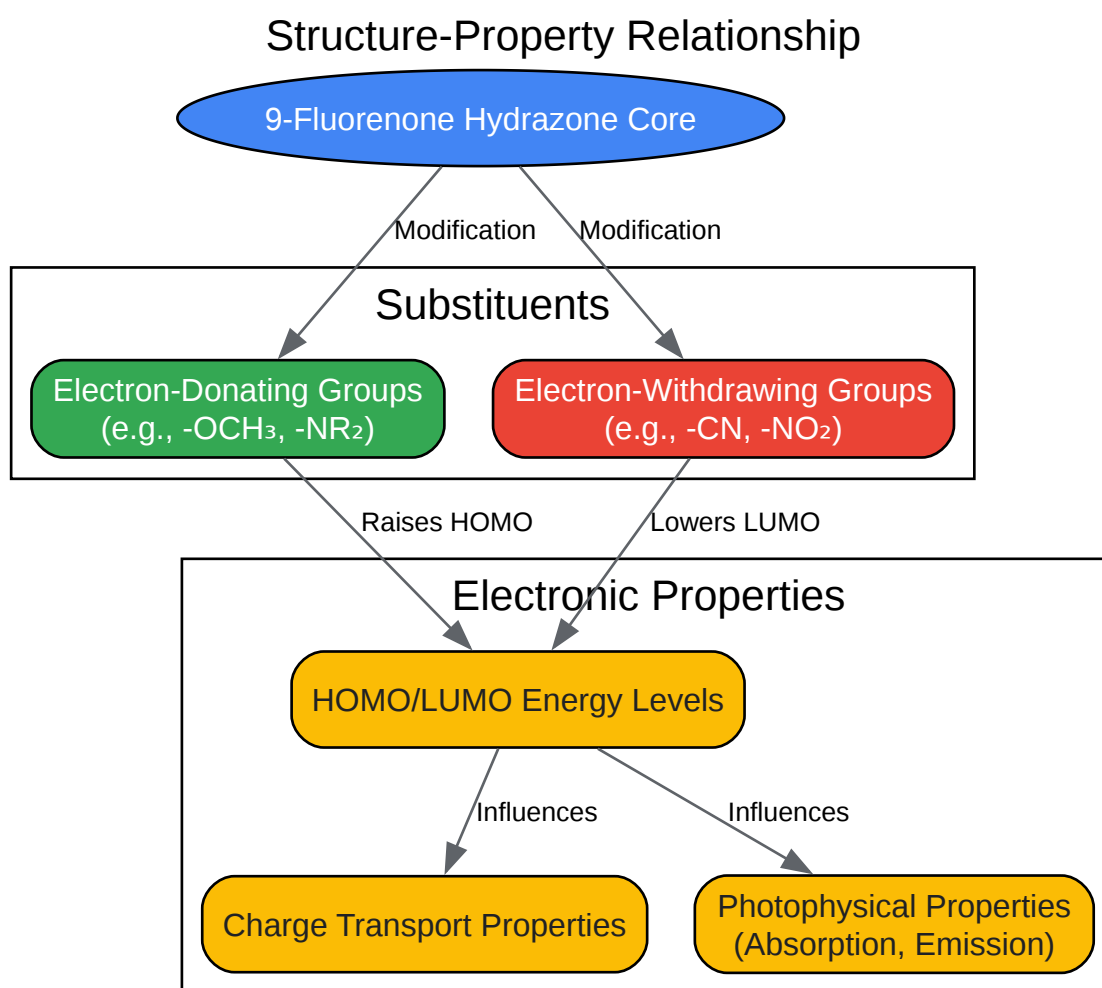 Structure-Property Relationship
9-Fluorenone Hydrazone Core
Modification
Modification
Substituents
Electron-Donating Groups
(e.g., -OCH₃, -NR₂)
Electron-Withdrawing Groups
(e.g., -CN, -NO₂)
Raises HOMO
Lowers LUMO
Electronic Properties
HOMO/LUMO Energy Levels
Influences
Influences
Charge Transport Properties
Photophysical Properties
(Absorption, Emission)